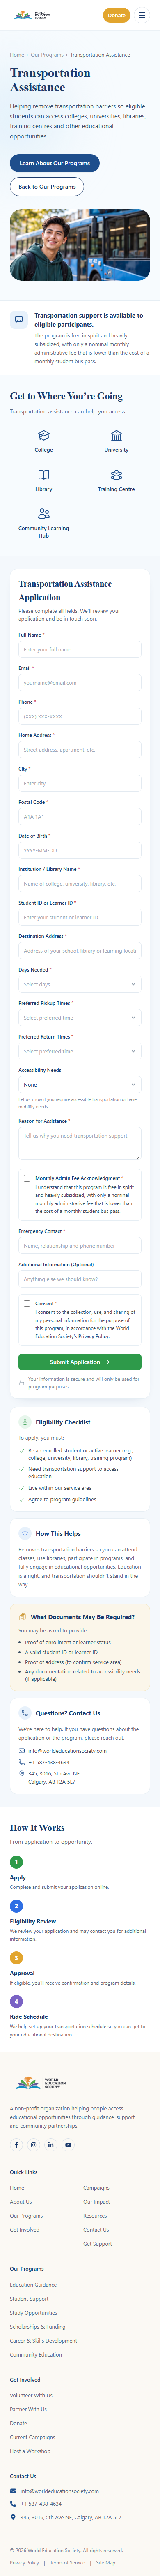 WORLD
EDUCATION
SOCIETY
Donate
Home > Our Programs > Transportation Assistance
Transportation
Assistance
Helping remove transportation barriers so eligible
students can access colleges, universities, libraries,
training centres and other educational
opportunities.
Learn About Our Programs
Back to Our Programs
Transportation support is available to
eligible participants.
The program is free in spirit and heavily
subsidized, with only a nominal monthly
administrative fee that is lower than the cost of a
monthly student bus pass.
Get to Where You're Going
Transportation assistance can help you access:
College
University
Library
Training Centre
Community Learning
Hub
Transportation Assistance
Application
Please complete all fields. We'll review your
application and be in touch soon.
Full Name *
Enter your full name
Email *
yourname@email.com
Phone *
(XXX) XXX-XXXX
Home Address *
Street address, apartment, etc.
City *
Enter city
Postal Code *
A1A 1A1
Date of Birth *
YYYY-MM-DD
Institution / Library Name *
Name of college, university, library, etc.
Student ID or Learner ID *
Enter your student or learner ID
Destination Address *
Address of your school, library or learning locati
Days Needed *
Select days
Preferred Pickup Times *
Select preferred time
Preferred Return Times *
Select preferred time
Accessibility Needs
None
Let us know if you require accessible transportation or have
mobility needs.
Reason for Assistance *
Tell us why you need transportation support.
Monthly Admin Fee Acknowledgment *
I understand that this program is free in spirit
and heavily subsidized, with only a nominal
monthly administrative fee that is lower than
the cost of a monthly student bus pass.
Emergency Contact *
Name, relationship and phone number
Additional Information (Optional)
Anything else we should know?
Consent *
I consent to the collection, use, and sharing of
my personal information for the purpose of this
program, in accordance with the World
Education Society's Privacy Policy.
Submit Application →
Your information is secure and will only be used for
program purposes.
Eligibility Checklist
To apply, you must:
Be an enrolled student or active learner (e.g.,
college, university, library, training program)
Need transportation support to access
education
Live within our service area
Agree to program guidelines
How This Helps
Removes transportation barriers so you can attend
classes, use libraries, participate in programs, and
fully engage in educational opportunities. Education
is a right, and transportation shouldn't stand in the
way.
What Documents May Be Required?
You may be asked to provide:
• Proof of enrollment or learner status
• A valid student ID or learner ID
• Proof of address (to confirm service area)
• Any documentation related to accessibility needs
(if applicable)
Questions? Contact Us.
We're here to help. If you have questions about the
application or the program, please reach out.
info@worldeducationsociety.com
+1 587-438-4634
345, 3016, 5th Ave NE
Calgary, AB T2A 5L7
How It Works
From application to opportunity.
1
Apply
Complete and submit your application online.
2
Eligibility Review
We review your application and may contact you for additional
information.
3
Approval
If eligible, you'll receive confirmation and program details.
4
Ride Schedule
We help set up your transportation schedule so you can get to
your educational destination.
WORLD
EDUCATION
SOCIETY
A non-profit organization helping people access
educational opportunities through guidance, support
and community partnerships.
Quick Links
Home
Campaigns
About Us
Our Impact
Our Programs
Resources
Get Involved
Contact Us
Get Support
Our Programs
Education Guidance
Student Support
Study Opportunities
Scholarships & Funding
Career & Skills Development
Community Education
Get Involved
Volunteer With Us
Partner With Us
Donate
Current Campaigns
Host a Workshop
Contact Us
info@worldeducationsociety.com
+1 587-438-4634
345, 3016, 5th Ave NE, Calgary, AB T2A 5L7
© 2026 World Education Society. All rights reserved.
Privacy Policy | Terms of Service | Site Map